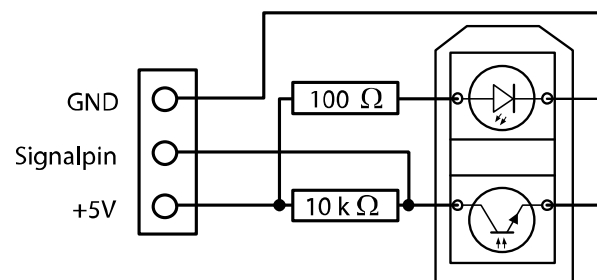 GND
100 Ω
Signalpin
+5V
10 k Ω